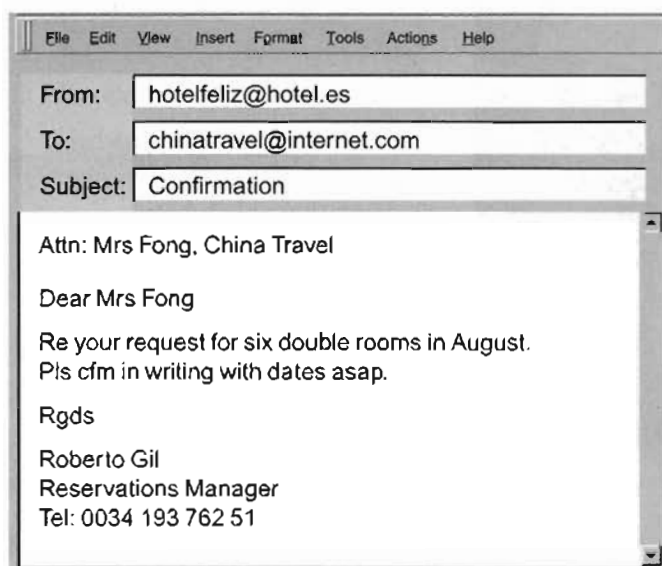 File Edit View Insert Format Tools Actions Help
From: hotelfeliz@hotel.es
To: chinatravel@internet.com
Subject: Confirmation
Attn: Mrs Fong, China Travel
Dear Mrs Fong
Re your request for six double rooms in August.
Pls cfm in writing with dates asap.
Rgds
Roberto Gil
Reservations Manager
Tel: 0034 193 762 51